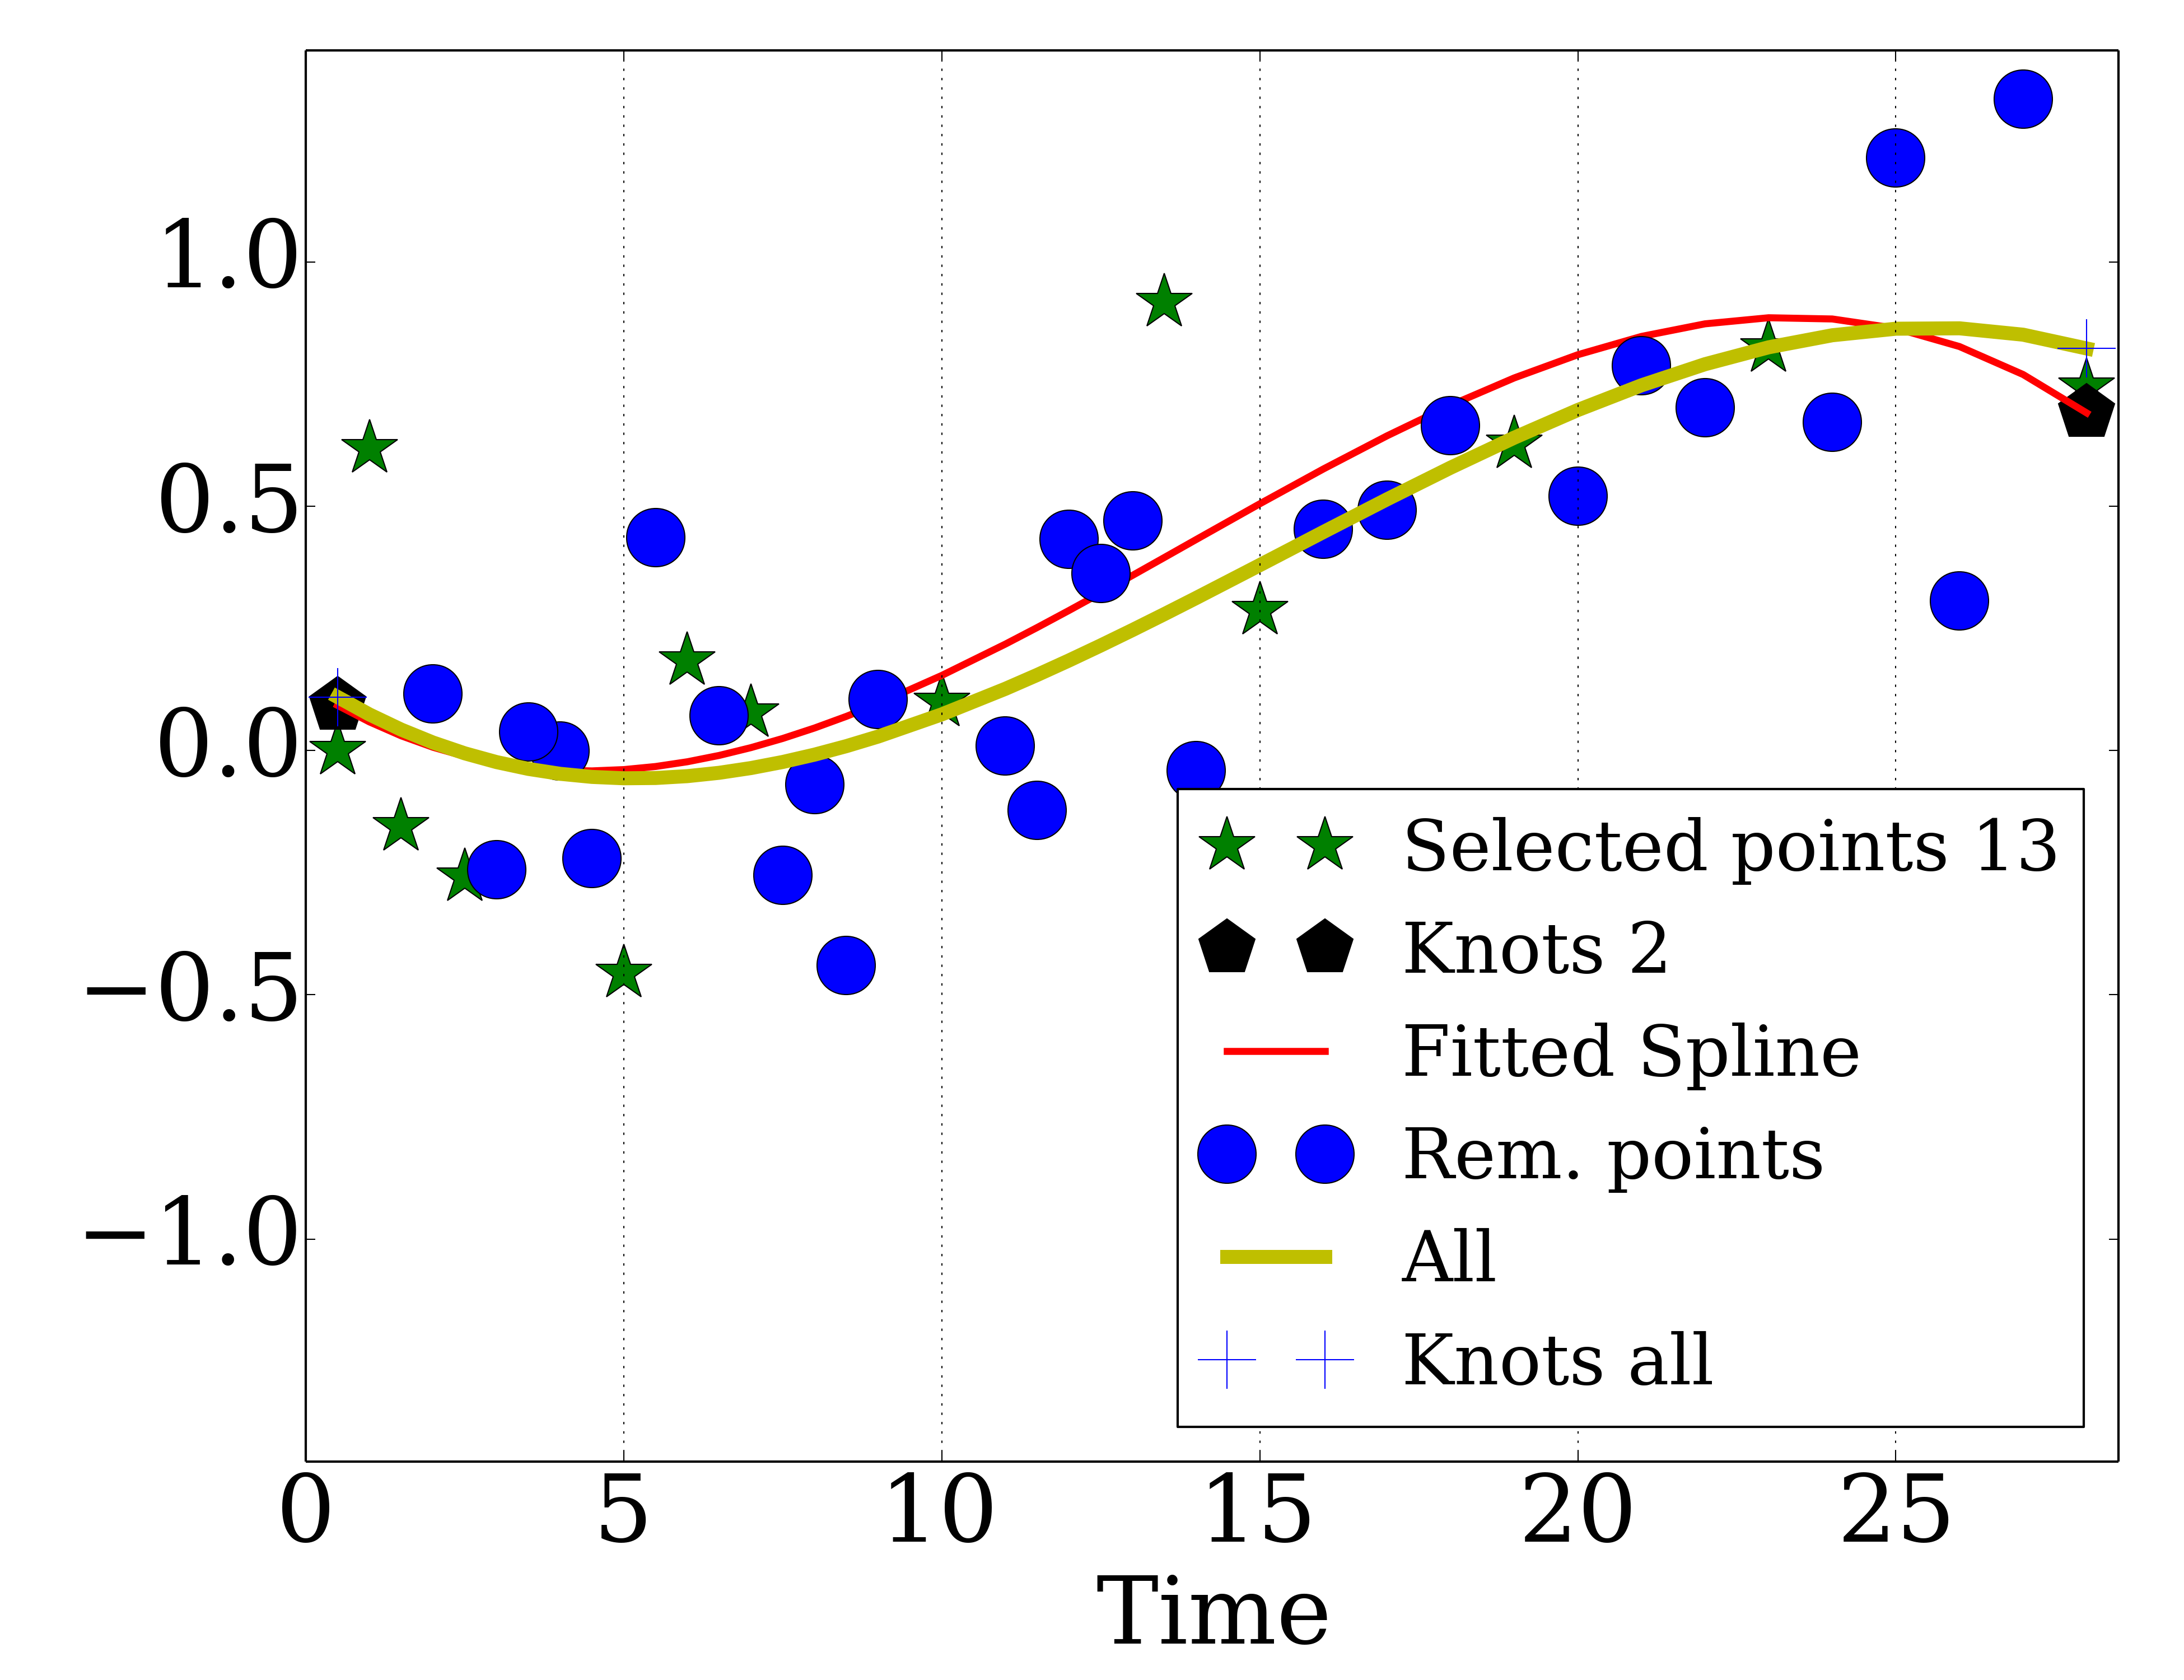 1.0
0.5
0.0
−0.5
−1.0
Selected points 13
Knots 2
Fitted Spline
Rem. points
All
Knots all
0 5 10 15 20 25
Time